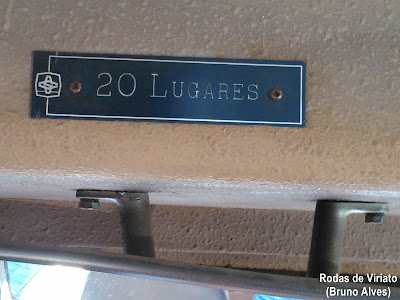 20 LUGARES
Rodas de Viriato
(Bruno Alves)